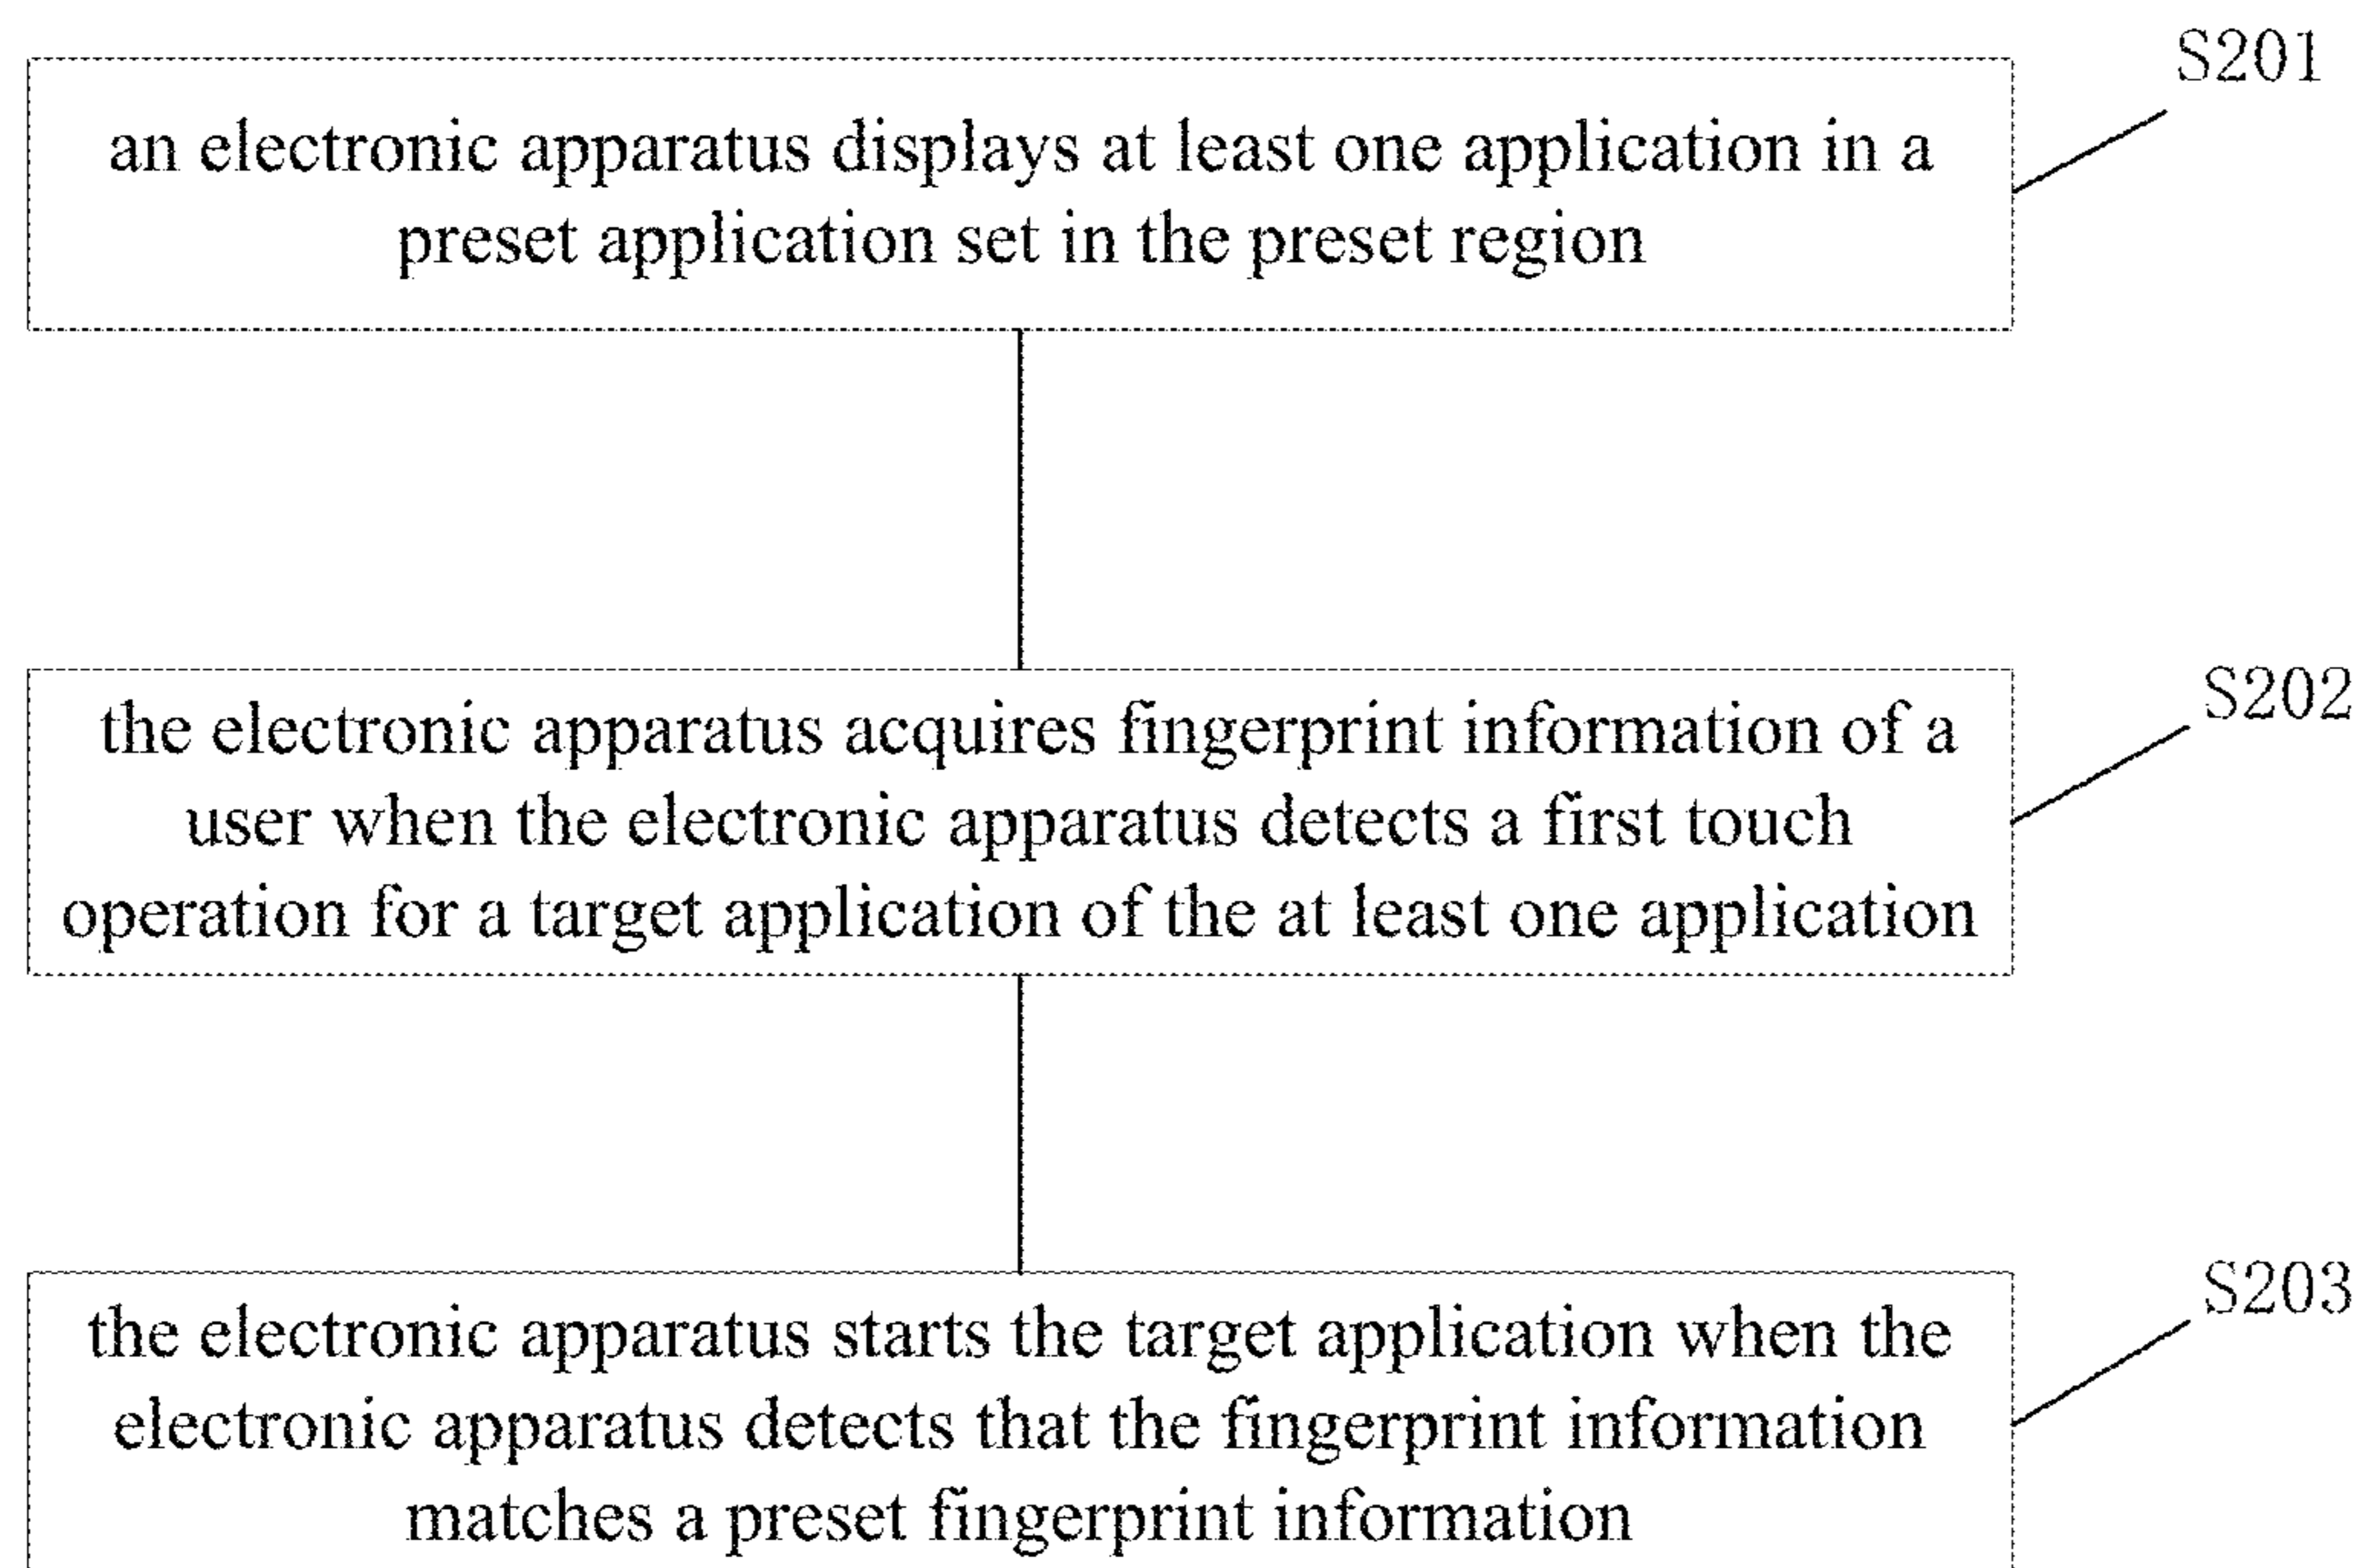 S201
an electronic apparatus displays at least one application in a
preset application set in the preset region
S202
the electronic apparatus acquires fingerprint information of a
user when the electronic apparatus detects a first touch
operation for a target application of the at least one application
S203
the electronic apparatus starts the target application when the
electronic apparatus detects that the fingerprint information
matches a preset fingerprint information